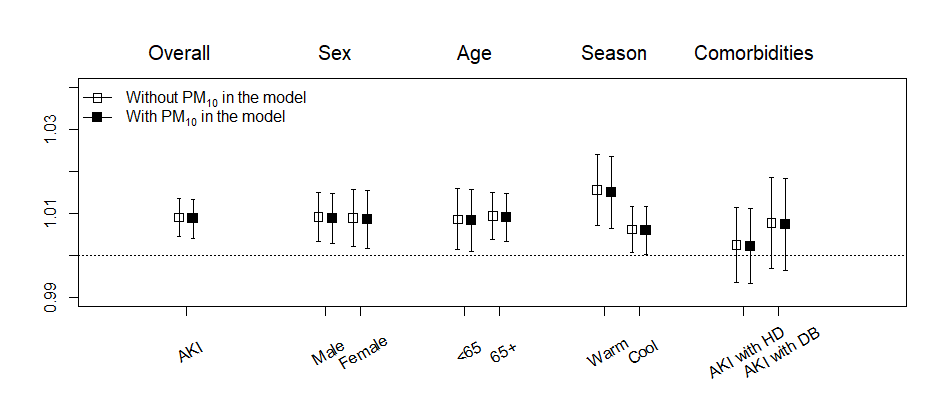 Overall Sex Age Season Comorbidities
Without PM10 in the model
With PM10 in the model
1.03
1.01
0.99
AKI Male Female <65 65+ Warm Cool AKI with HD AKI with DB